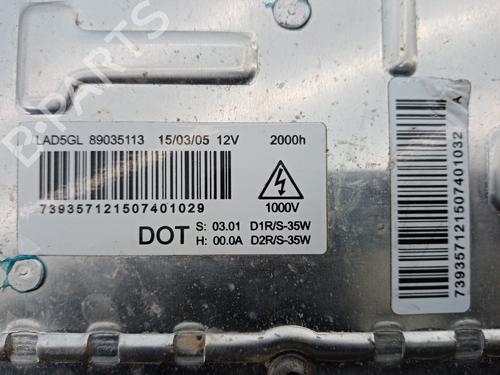 B-PARTS
LAD5GL 89035113 15/03/05 12V 2000h
739357121507401029
1000V
DOT S: 03.01 D1R/S-35W
H: 00.0A D2R/S-35W
739357121507401032
A